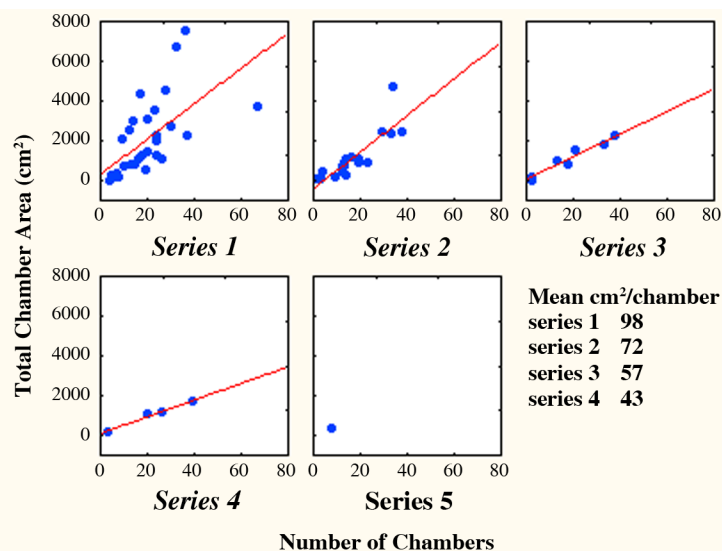 Total Chamber Area (cm²)
8000
6000
4000
2000
0
0 20 40 60 80
Series 1
0 20 40 60 80
Series 2
0 20 40 60 80
Series 3
8000
6000
4000
2000
0
0 20 40 60 80
Series 4
0 20 40 60 80
Series 5
Mean cm²/chamber
series 1 98
series 2 72
series 3 57
series 4 43
Number of Chambers